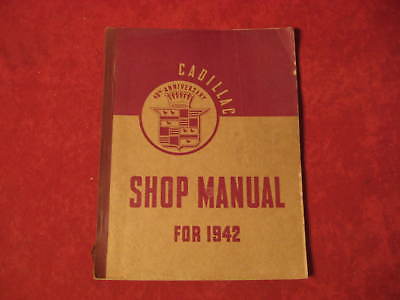 CADILLAC
40TH ANNIVERSARY
SHOP MANUAL
FOR 1942